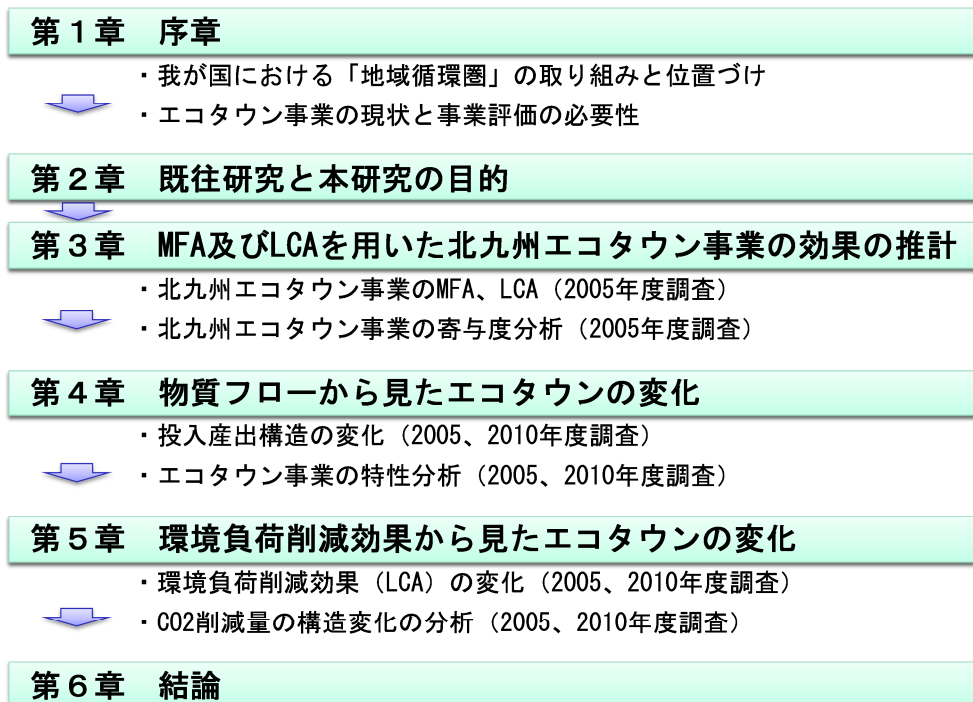 第1章 序章
・我が国における「地域循環圏」の取り組みと位置づけ
・エコタウン事業の現状と事業評価の必要性
第２章 既往研究と本研究の目的
第３章 MFA及びLCAを用いた北九州エコタウン事業の効果の推計
・北九州エコタウン事業のMFA、LCA（2005年度調査）
・北九州エコタウン事業の寄与度分析（2005年度調査）
第４章 物質フローから見たエコタウンの変化
・投入産出構造の変化（2005、2010年度調査）
・エコタウン事業の特性分析（2005、2010年度調査）
第５章 環境負荷削減効果から見たエコタウンの変化
・環境負荷削減効果（LCA）の変化（2005、2010年度調査）
・CO2削減量の構造変化の分析（2005、2010年度調査）
第６章 結論